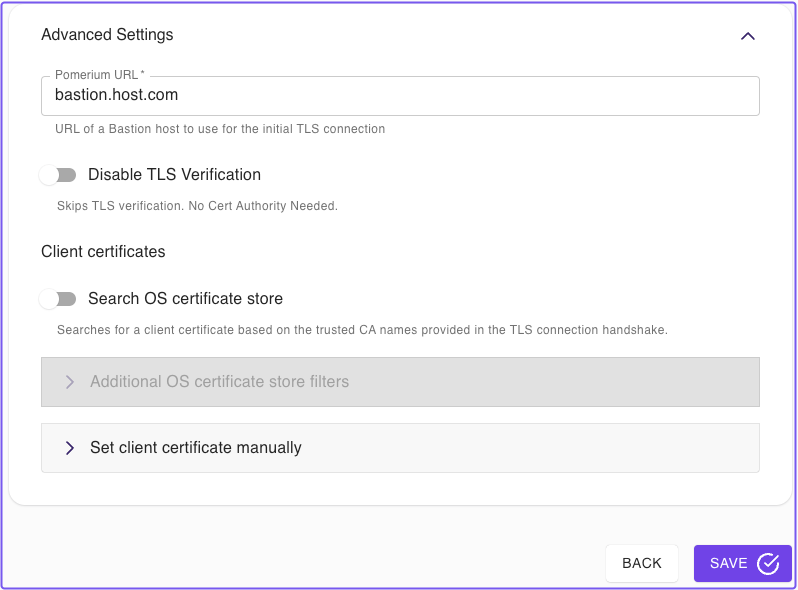 Advanced Settings
Pomerium URL *
bastion.host.com
URL of a Bastion host to use for the initial TLS connection
Disable TLS Verification
Skips TLS verification. No Cert Authority Needed.
Client certificates
Search OS certificate store
Searches for a client certificate based on the trusted CA names provided in the TLS connection handshake.
Additional OS certificate store filters
Set client certificate manually
BACK SAVE